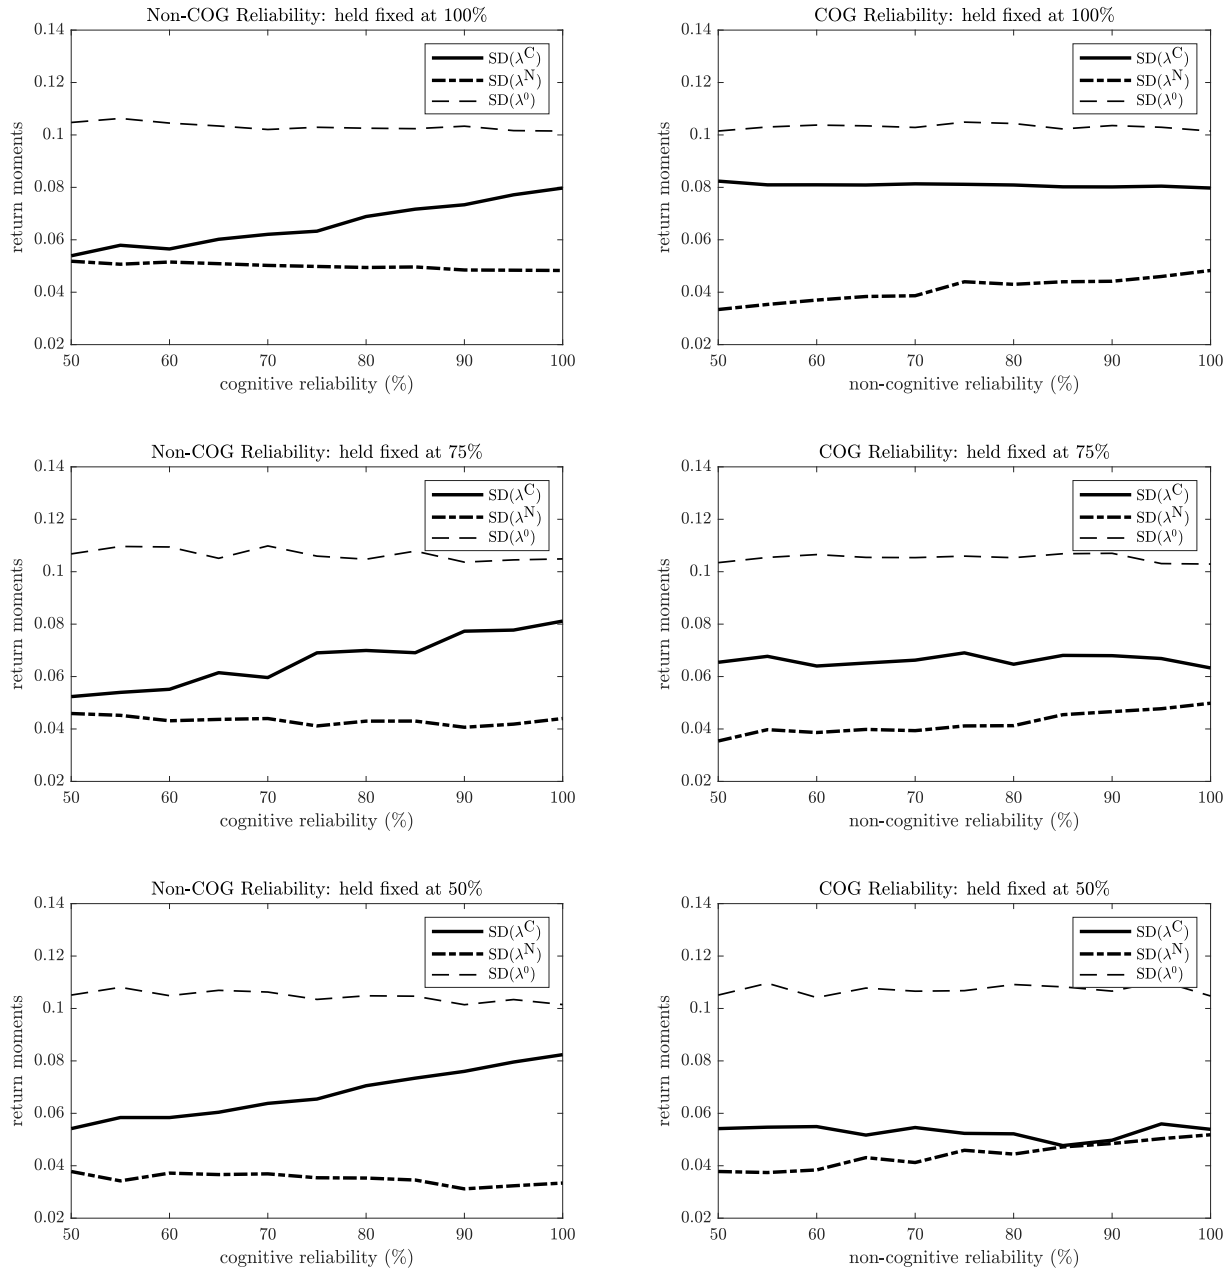 Non-COG Reliability: held fixed at 100%
0.14
0.12
0.1
0.08
0.06
0.04
0.02
return moments
SD(λC)
SD(λN)
SD(λ0)
50 60 70 80 90 100
cognitive reliability (%)
COG Reliability: held fixed at 100%
0.14
0.12
0.1
0.08
0.06
0.04
0.02
return moments
SD(λC)
SD(λN)
SD(λ0)
50 60 70 80 90 100
non-cognitive reliability (%)
Non-COG Reliability: held fixed at 75%
0.14
0.12
0.1
0.08
0.06
0.04
0.02
return moments
SD(λC)
SD(λN)
SD(λ0)
50 60 70 80 90 100
cognitive reliability (%)
COG Reliability: held fixed at 75%
0.14
0.12
0.1
0.08
0.06
0.04
0.02
return moments
SD(λC)
SD(λN)
SD(λ0)
50 60 70 80 90 100
non-cognitive reliability (%)
Non-COG Reliability: held fixed at 50%
0.14
0.12
0.1
0.08
0.06
0.04
0.02
return moments
SD(λC)
SD(λN)
SD(λ0)
50 60 70 80 90 100
cognitive reliability (%)
COG Reliability: held fixed at 50%
0.14
0.12
0.1
0.08
0.06
0.04
0.02
return moments
SD(λC)
SD(λN)
SD(λ0)
50 60 70 80 90 100
non-cognitive reliability (%)